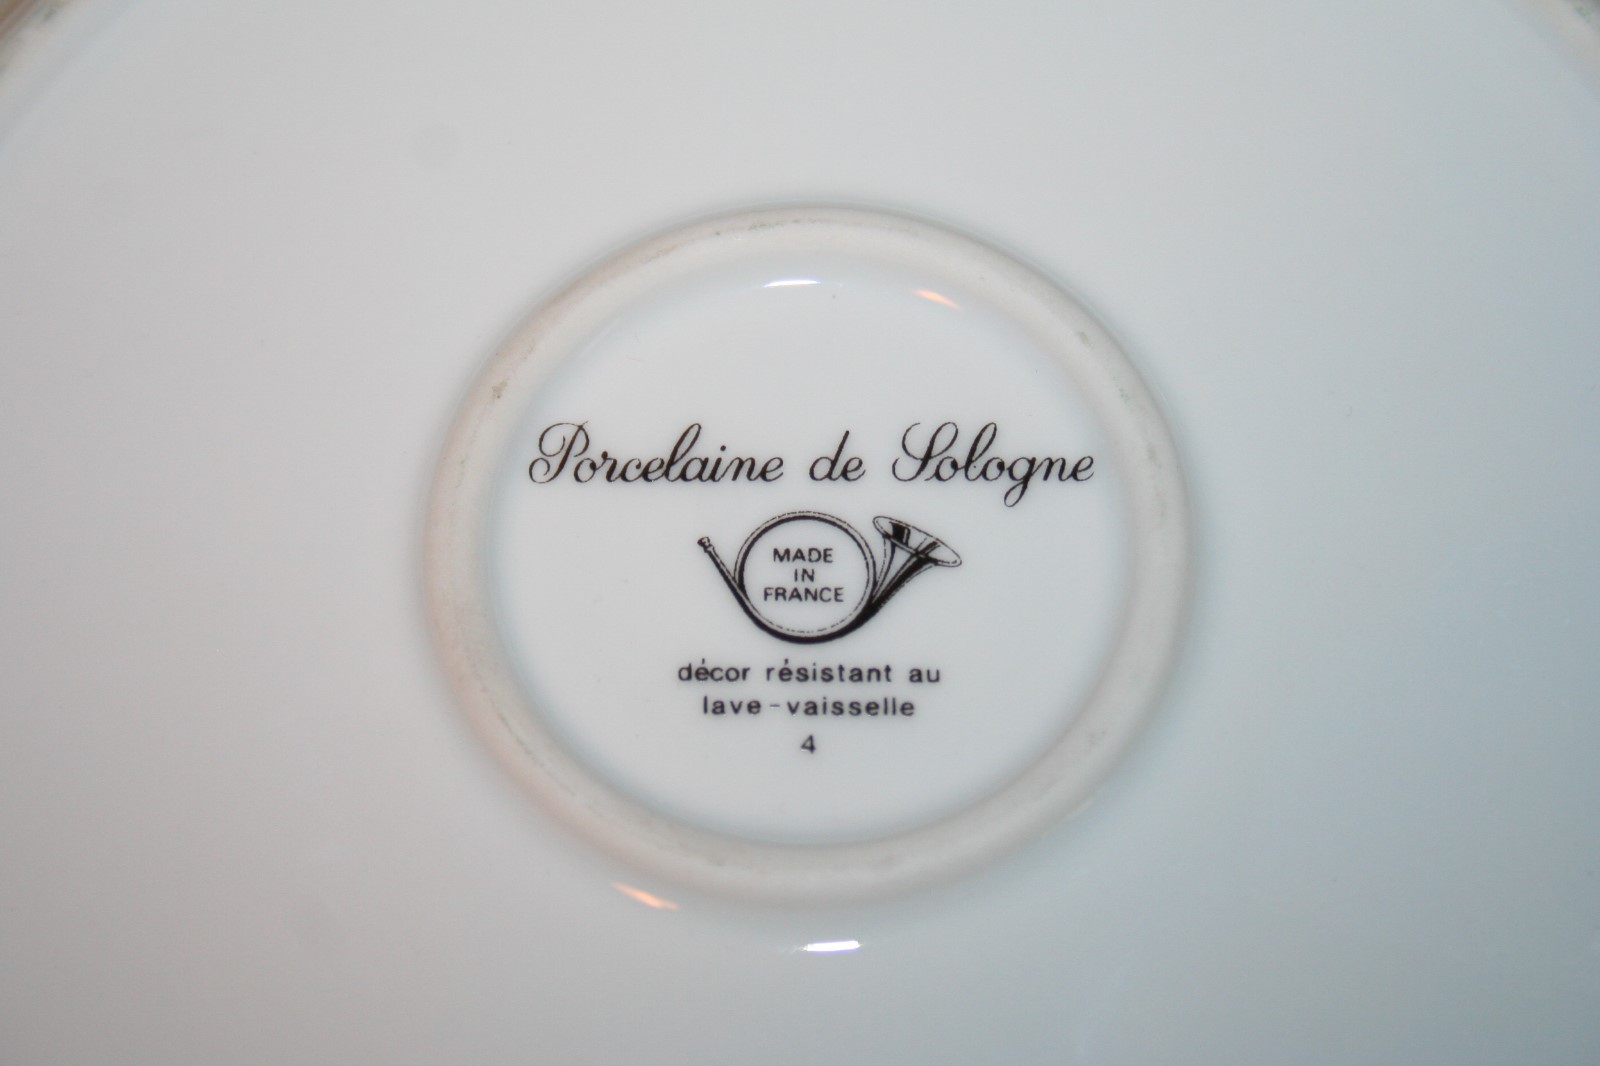 Porcelaine de Sologne
MADE
IN
FRANCE
décor résistant au
lave-vaisselle
4